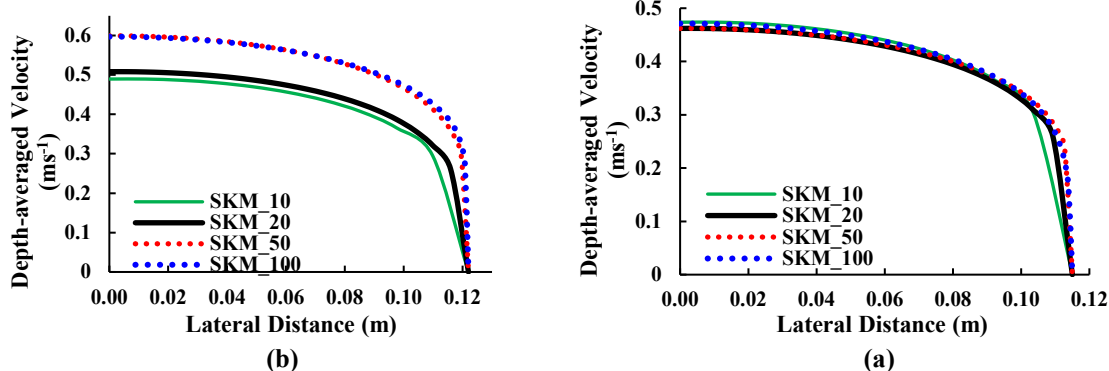 Depth-averaged Velocity
(ms-1)
0.6
0.5
0.4
0.3
0.2
0.1
0
SKM_10
SKM_20
SKM_50
SKM_100
0.00 0.02 0.04 0.06 0.08 0.10 0.12
Lateral Distance (m)
(b)
Depth-averaged Velocity
(ms-1)
0.5
0.4
0.3
0.2
0.1
0
SKM_10
SKM_20
SKM_50
SKM_100
0.00 0.02 0.04 0.06 0.08 0.10 0.12
Lateral Distance (m)
(a)